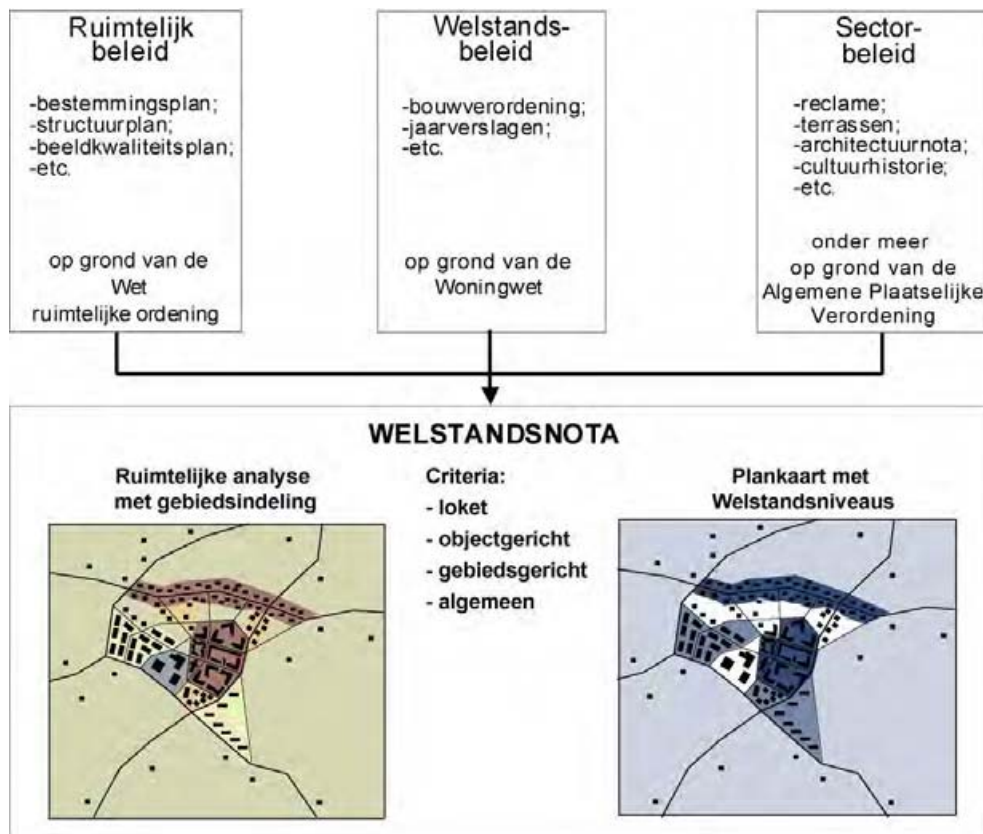 Ruimtelijk
beleid
-bestemmingsplan;
-structuurplan;
-beeldkwaliteitsplan;
-etc.
op grond van de
Wet
ruimtelijke ordening
Welstands-
beleid
-bouwverordening;
-jaarverslagen;
-etc.
op grond van de
Woningwet
Sector-
beleid
-reclame;
-terrassen;
-architectuurnota;
-cultuurhistorie;
-etc.
onder meer
op grond van de
Algemene Plaatselijke
Verordening
WELSTANDSNOTA
Ruimtelijke analyse
met gebiedsindeling
Criteria:
- loket
- objectgericht
- gebiedsgericht
- algemeen
Plankaart met
Welstandsniveaus